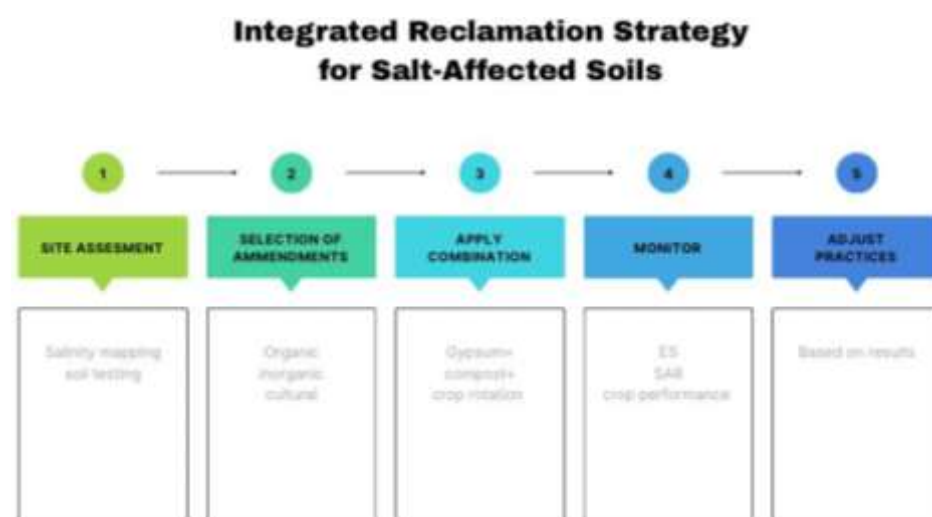 Integrated Reclamation Strategy
for Salt-Affected Soils
1
2
3
4
5
SITE ASSESMENT
SELECTION OF
AMMENDMENTS
APPLY
COMBINATION
MONITOR
ADJUST
PRACTICES
Salinity mapping
soil testing
Organic
inorganic
cultural
Gypsum+
compost+
crop rotation
ES
SAR
crop performance
Based on results